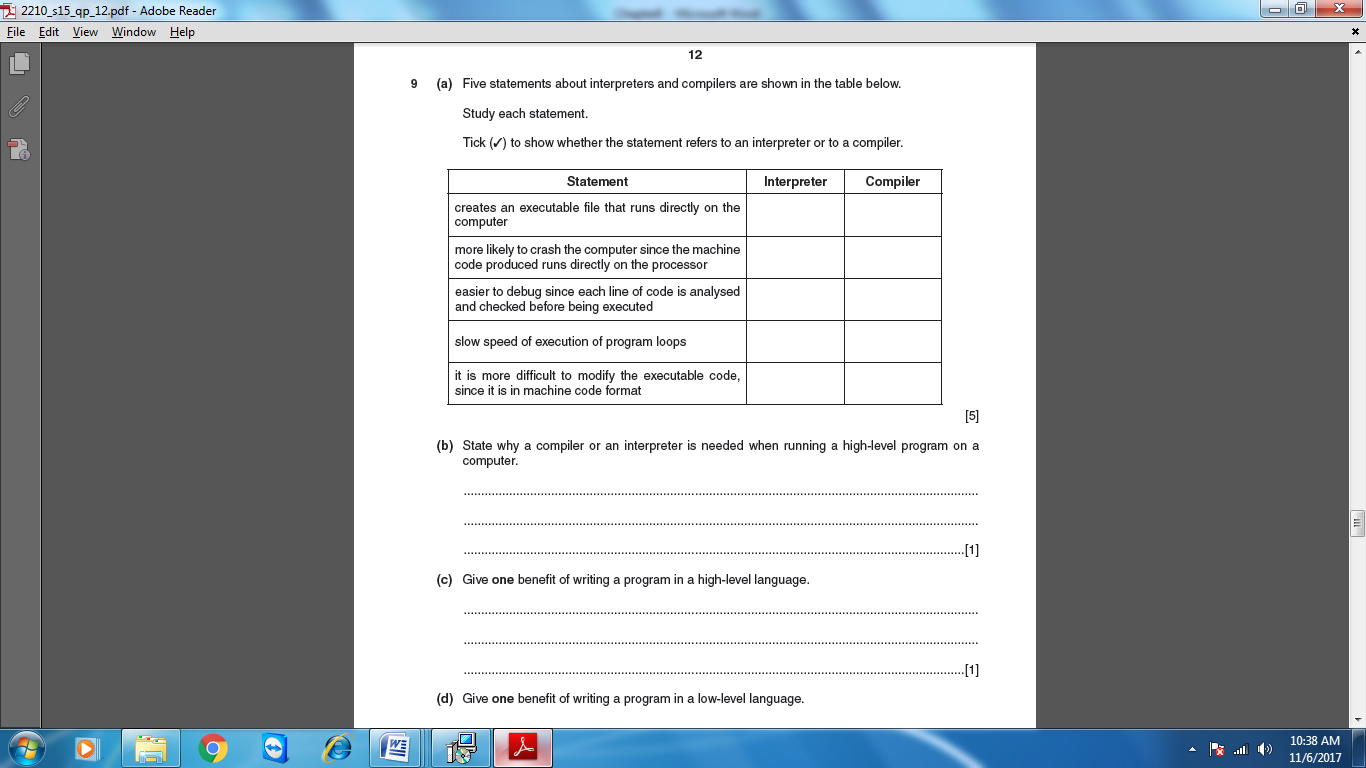 2210_s15_qp_12.pdf - Adobe Reader
Chapter8 - Microsoft Word
File Edit View Window Help
12
9 (a) Five statements about interpreters and compilers are shown in the table below.
Study each statement.
Tick (✓) to show whether the statement refers to an interpreter or to a compiler.
Statement Interpreter Compiler
creates an executable file that runs directly on the
computer
more likely to crash the computer since the machine
code produced runs directly on the processor
easier to debug since each line of code is analysed
and checked before being executed
slow speed of execution of program loops
it is more difficult to modify the executable code,
since it is in machine code format
[5]
(b) State why a compiler or an interpreter is needed when running a high-level program on a
computer.
[1]
(c) Give one benefit of writing a program in a high-level language.
[1]
(d) Give one benefit of writing a program in a low-level language.
10:38 AM
11/6/2017